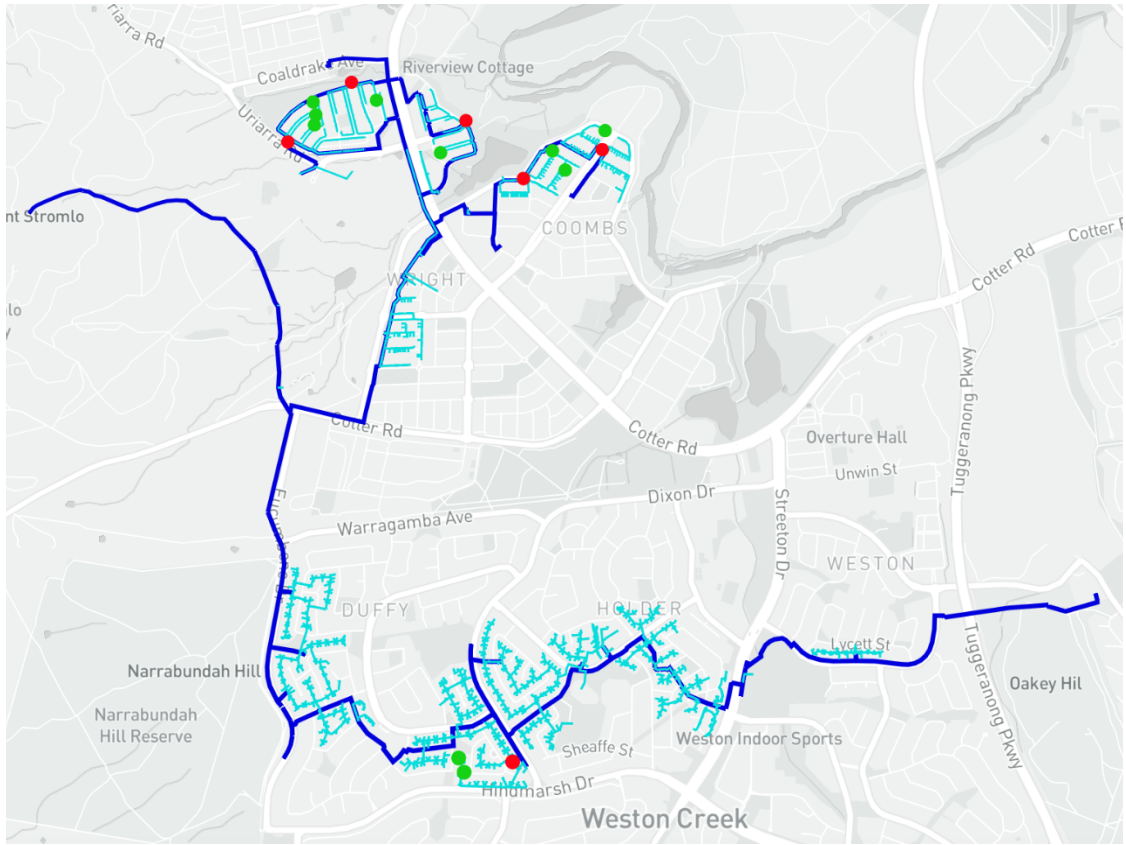 Uriarra Rd
Coaldrake Ave
Riverview Cottage
Uriarra Rd
nt Stromlo
COOMBS
Cotter Rd
Cotter R
WRIGHT
lo
y
Cotter Rd
Cotter Rd
Overture Hall
Unwin St
Tuggeranong Pkwy
Dixon Dr
Streeton Dr
Warragamba Ave
Eucumbene Dr
WESTON
DUFFY
HOLDER
Lycett St
Narrabundah Hill
Oakey Hil
Tuggeranong Pkwy
Narrabundah
Hill Reserve
Sheaffe St
Weston Indoor Sports
Hindmarsh Dr
Weston Creek